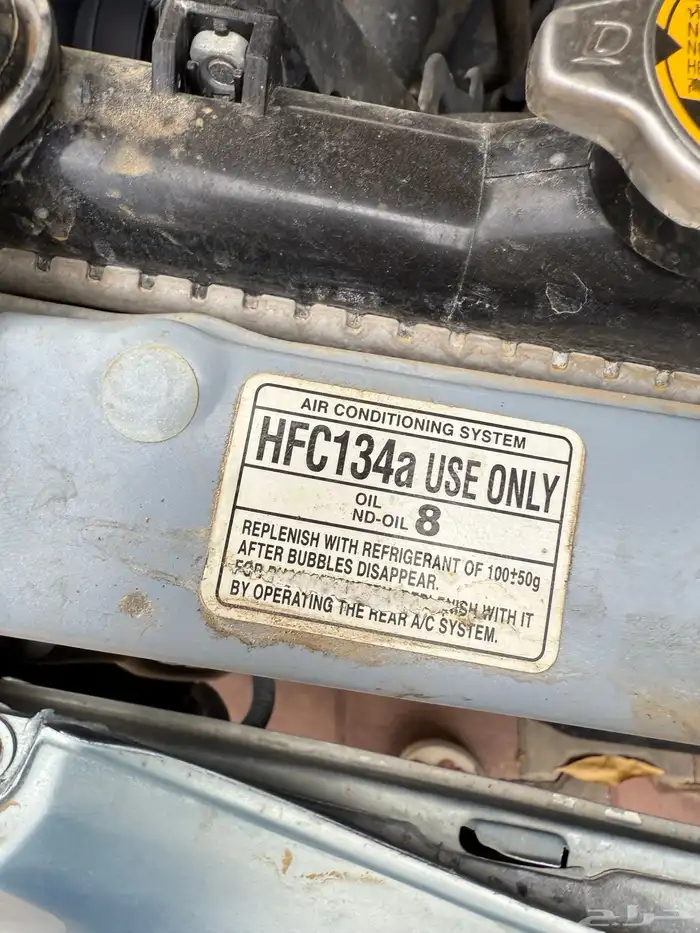 D
AIR CONDITIONING SYSTEM
HFC134a USE ONLY
OIL
ND-OIL 8
REPLENISH WITH REFRIGERANT OF 100±50g
AFTER BUBBLES DISAPPEAR.
FOR WITH IT
BY OPERATING THE REAR A/C SYSTEM.
حراج